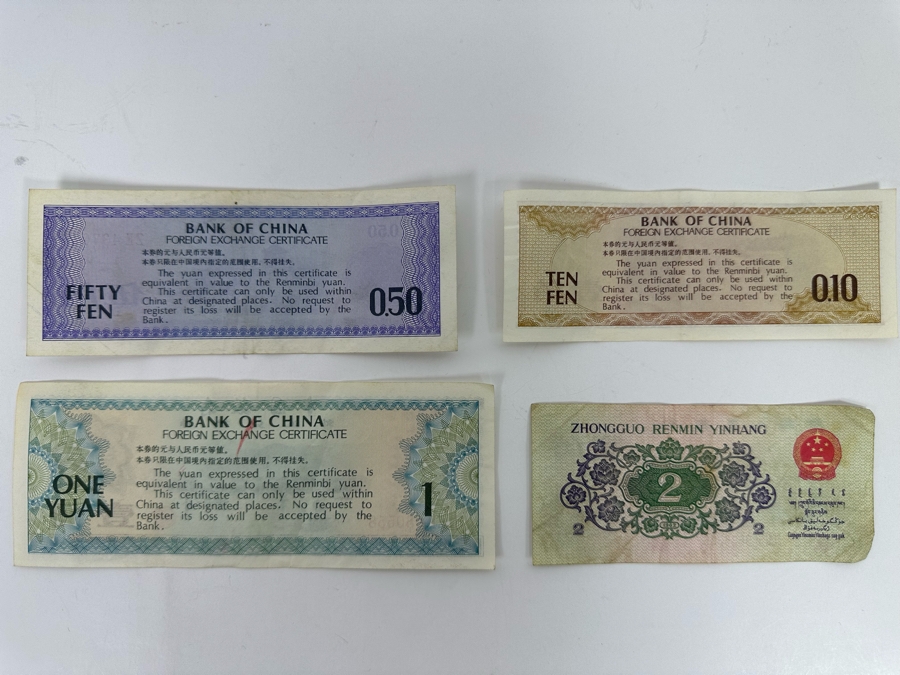 BANK OF CHINA
FOREIGN EXCHANGE CERTIFICATE
本券的元与人民币元等值。
本券只限在中国境内指定的范围使用，不得挂失。
The yuan expressed in this certificate is
equivalent in value to the Renminbi yuan.
This certificate can only be used within
China at designated places. No request to
register its loss will be accepted by the
Bank.
FIFTY
FEN
0.50
BANK OF CHINA
FOREIGN EXCHANGE CERTIFICATE
本券的元与人民币元等值。
本券只限在中国境内指定的范围使用，不得挂失。
The yuan expressed in this certificate is
equivalent in value to the Renminbi yuan.
This certificate can only be used within
China at designated places. No request to
register its loss will be accepted by the
Bank.
TEN
FEN
0.10
BANK OF CHINA
FOREIGN EXCHANGE CERTIFICATE
本券的元与人民币元等值。
本券只限在中国境内指定的范围使用，不得挂失。
The yuan expressed in this certificate is
equivalent in value to the Renminbi yuan.
This certificate can only be used within
China at designated places. No request to
register its loss will be accepted by the
Bank.
ONE
YUAN
1
ZHONGGUO RENMIN YINHANG
2
2
2